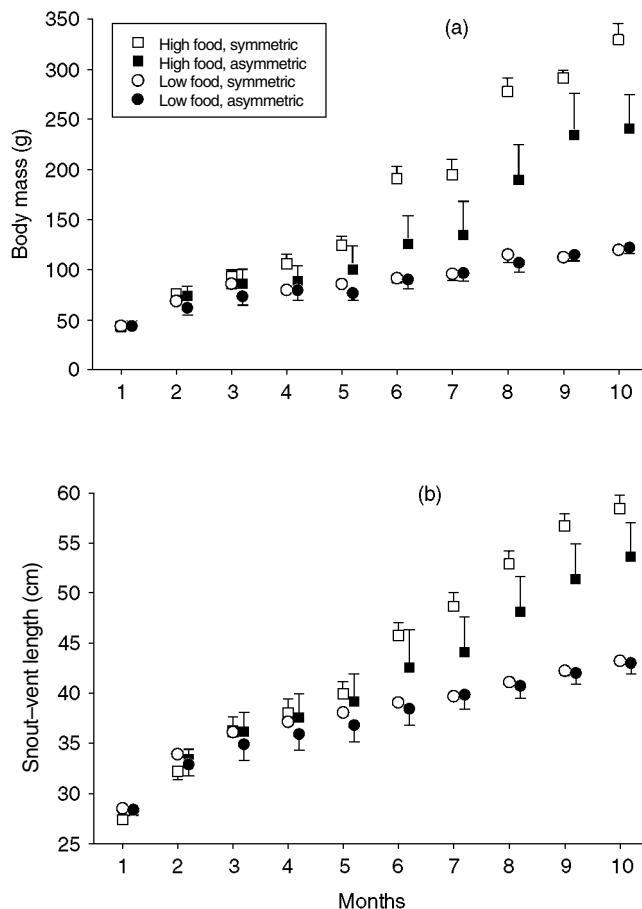 (a)
High food, symmetric
High food, asymmetric
Low food, symmetric
Low food, asymmetric
Body mass (g)
350
300
250
200
150
100
50
0
1 2 3 4 5 6 7 8 9 10
(b)
Snout–vent length (cm)
60
55
50
45
40
35
30
25
1 2 3 4 5 6 7 8 9 10
Months